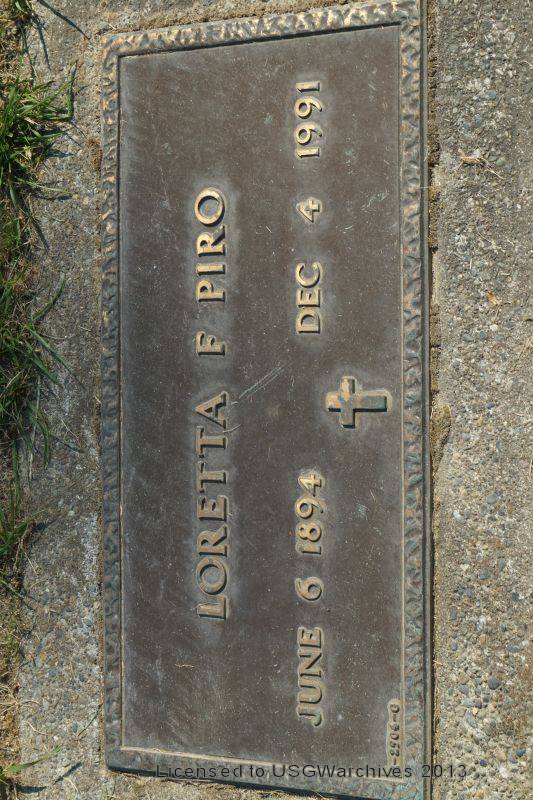 LORETTA F PIRO
JUNE 6 1894 DEC 4 1991
Licensed to USGWarchives 2013